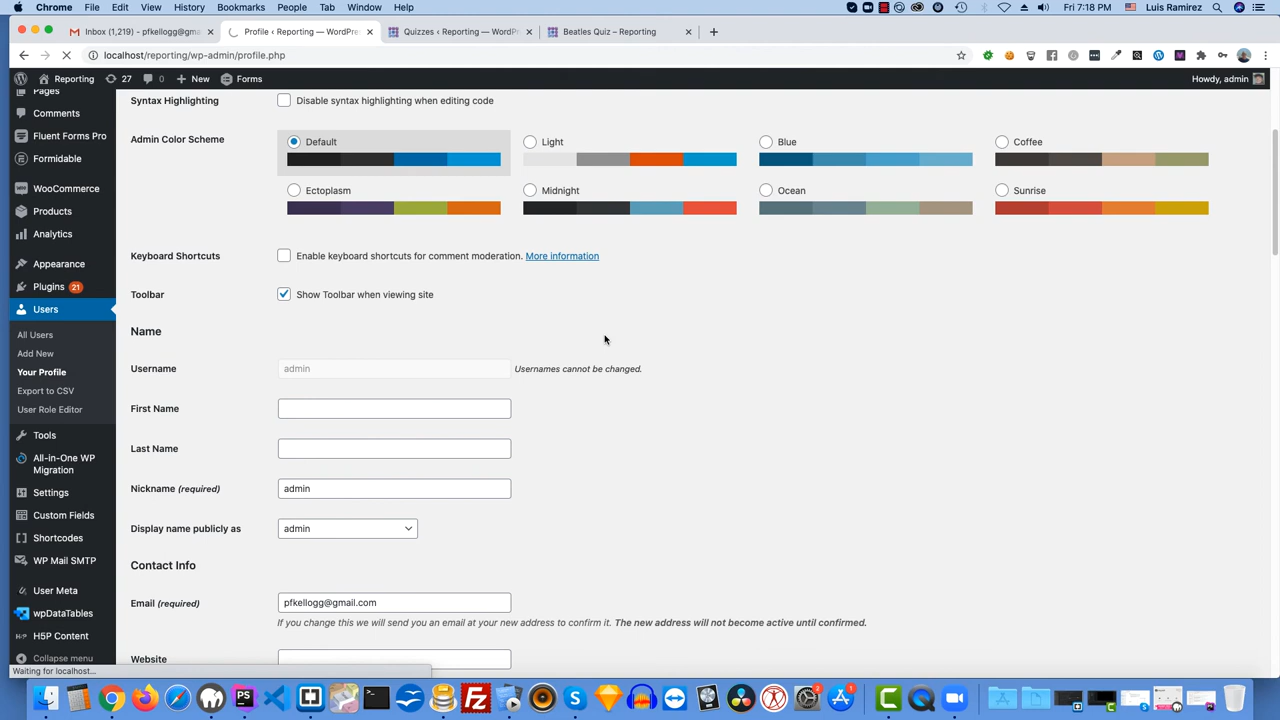 Chrome File Edit View History Bookmarks People Tab Window Help Fri 7:18 PM Luis Ramirez
Inbox (1,219) - pfkellogg@gm Profile ‹ Reporting — WordPre Quizzes ‹ Reporting — WordPr Beatles Quiz – Reporting
localhost/reporting/wp-admin/profile.php
Reporting 27 0 New Forms Howdy, admin
Pages
Comments
Fluent Forms Pro
Formidable
WooCommerce
Products
Analytics
Appearance
Plugins 21
Users
All Users
Add New
Your Profile
Export to CSV
User Role Editor
Tools
All-in-One WP
Migration
Settings
Custom Fields
Shortcodes
WP Mail SMTP
User Meta
wpDataTables
H5P Content
Collapse menu
Syntax Highlighting Disable syntax highlighting when editing code
Admin Color Scheme Default Light Blue Coffee
Ectoplasm Midnight Ocean Sunrise
Keyboard Shortcuts Enable keyboard shortcuts for comment moderation. More information
Toolbar Show Toolbar when viewing site
Name
Username admin Usernames cannot be changed.
First Name
Last Name
Nickname (required) admin
Display name publicly as admin
Contact Info
Email (required) pfkellogg@gmail.com
If you change this we will send you an email at your new address to confirm it. The new address will not become active until confirmed.
Website
Waiting for localhost...